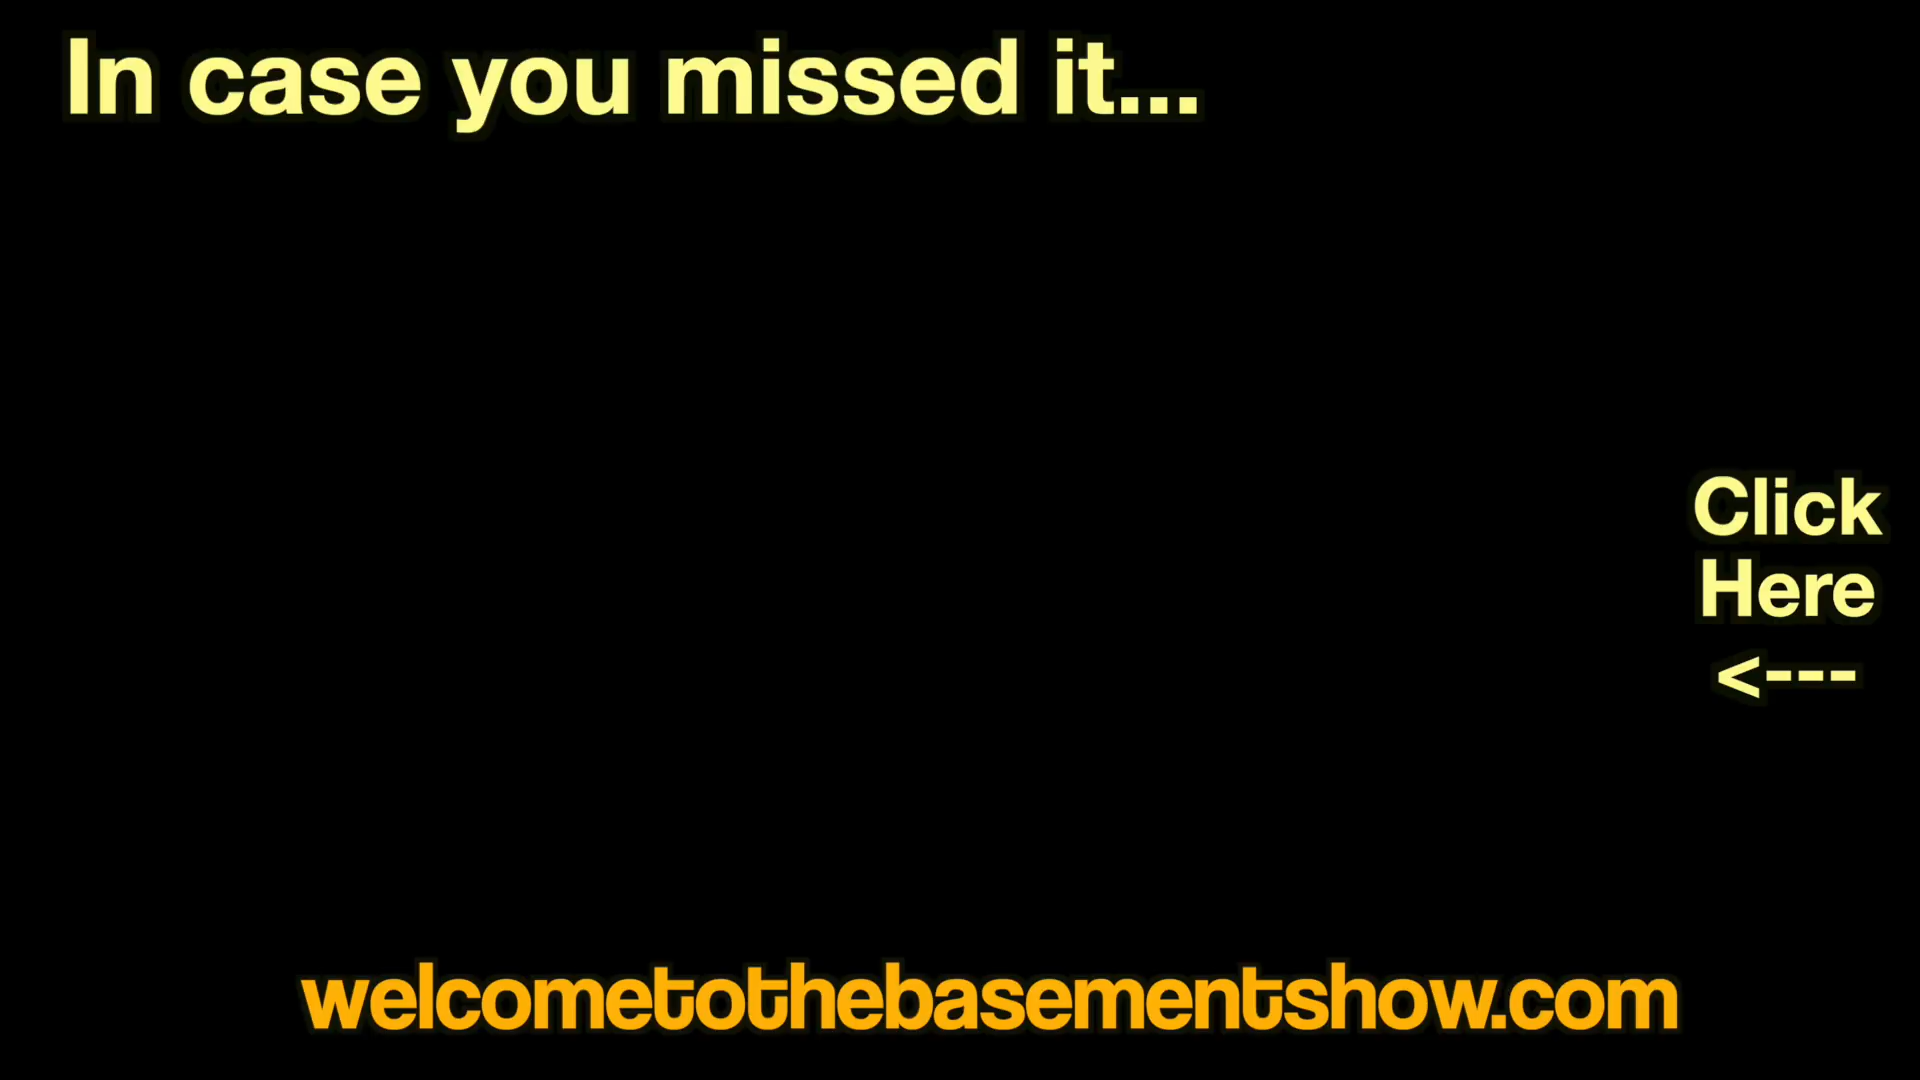 In case you missed it...
Click
Here
<---
welcometothebasementshow.com